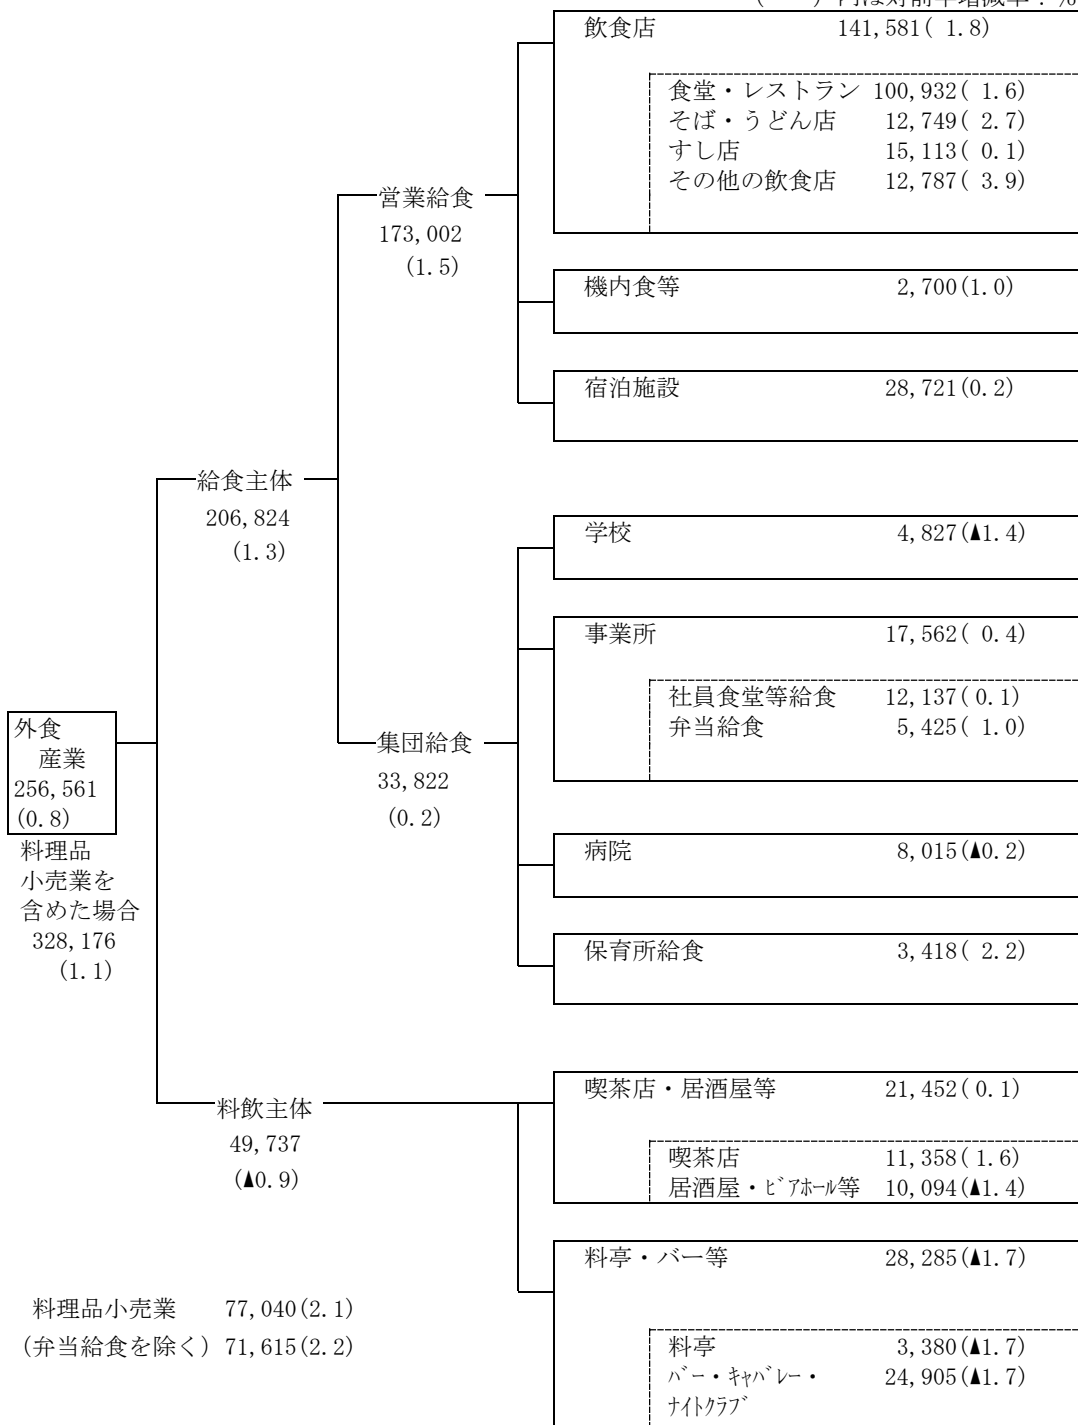 (　　) 内は対前年増減率：%
飲食店 141,581( 1.8)
食堂・レストラン 100,932( 1.6)
そば・うどん店 12,749( 2.7)
すし店 15,113( 0.1)
その他の飲食店 12,787( 3.9)
営業給食
173,002
(1.5)
機内食等 2,700(1.0)
宿泊施設 28,721(0.2)
給食主体
206,824
(1.3)
学校 4,827(▲1.4)
事業所 17,562( 0.4)
社員食堂等給食 12,137( 0.1)
弁当給食 5,425( 1.0)
集団給食
33,822
(0.2)
病院 8,015(▲0.2)
保育所給食 3,418( 2.2)
外食
産業
256,561
(0.8)
料理品
小売業を
含めた場合
328,176
(1.1)
料飲主体
49,737
(▲0.9)
喫茶店・居酒屋等 21,452( 0.1)
喫茶店 11,358( 1.6)
居酒屋・ﾋﾞｱﾎｰﾙ等 10,094(▲1.4)
料亭・バー等 28,285(▲1.7)
料亭 3,380(▲1.7)
ﾊﾞｰ・ｷｬﾊﾞﾚｰ・ 24,905(▲1.7)
ﾅｲﾄｸﾗﾌﾞ
料理品小売業 77,040(2.1)
(弁当給食を除く) 71,615(2.2)